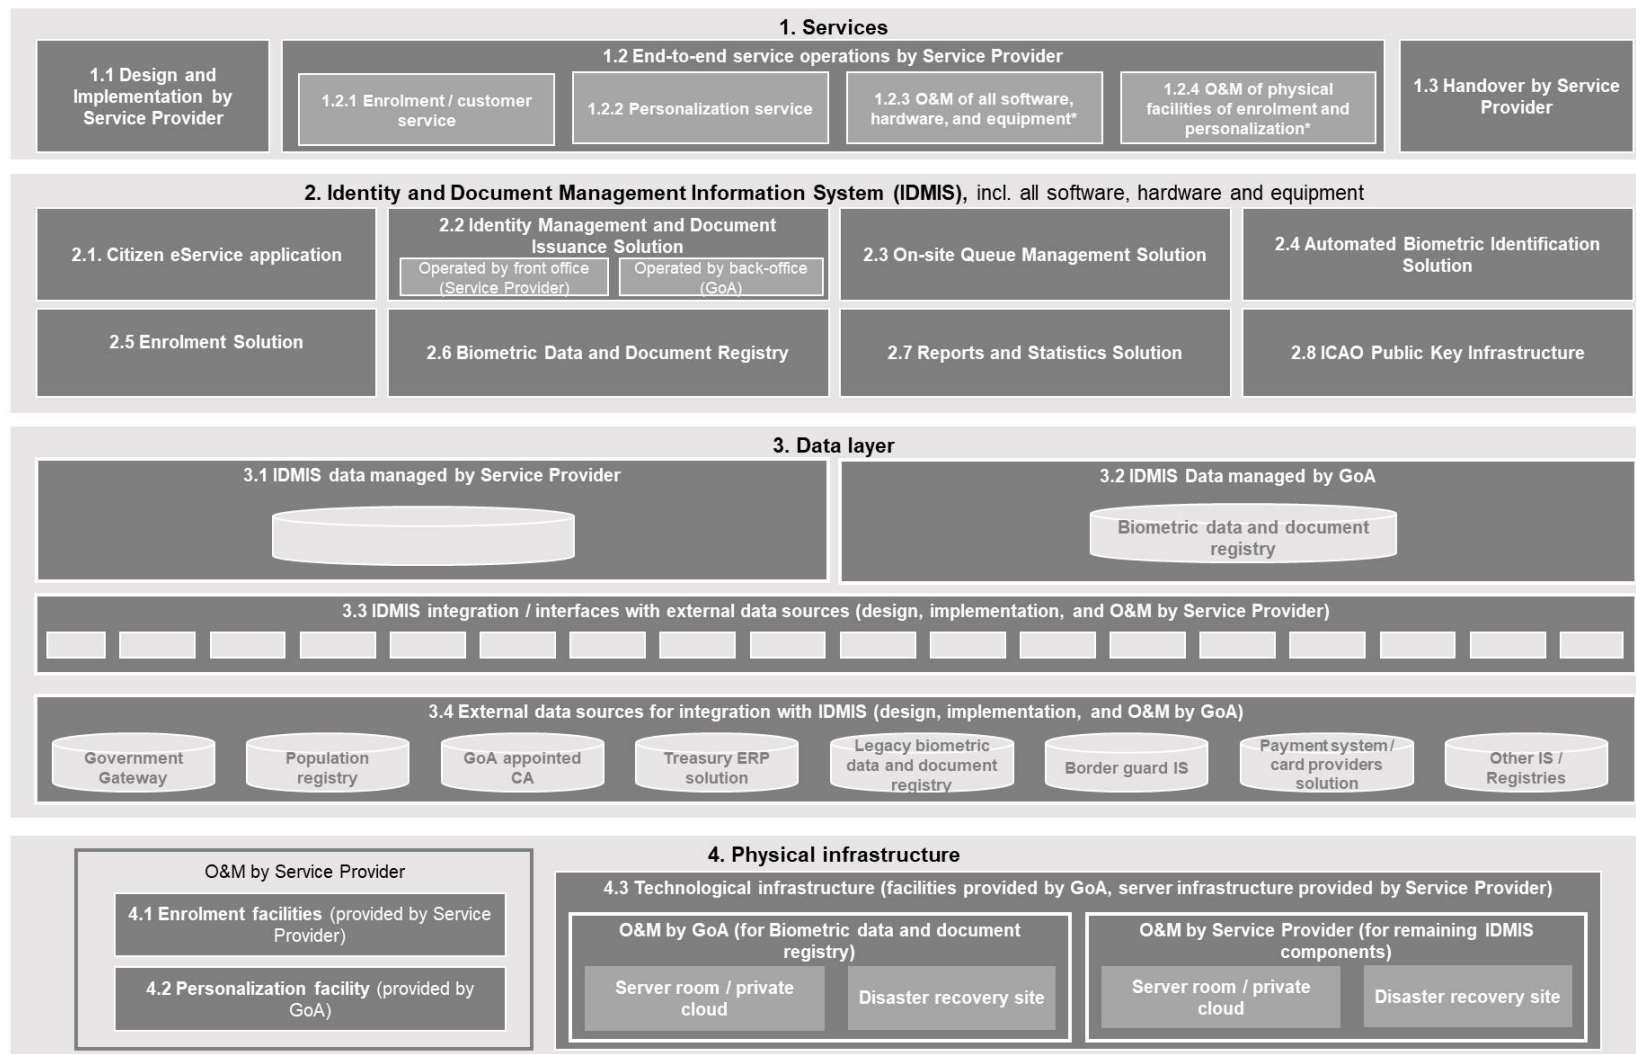 1. Services
1.1 Design and
Implementation by
Service Provider
1.2 End-to-end service operations by Service Provider
1.2.1 Enrolment / customer
service
1.2.2 Personalization service
1.2.3 O&M of all software,
hardware, and equipment*
1.2.4 O&M of physical
facilities of enrolment and
personalization*
1.3 Handover by Service
Provider
2. Identity and Document Management Information System (IDMIS), incl. all software, hardware and equipment
2.1. Citizen eService application
2.2 Identity Management and Document
Issuance Solution
Operated by front office
(Service Provider)
Operated by back-office
(GoA)
2.3 On-site Queue Management Solution
2.4 Automated Biometric Identification
Solution
2.5 Enrolment Solution
2.6 Biometric Data and Document Registry
2.7 Reports and Statistics Solution
2.8 ICAO Public Key Infrastructure
3. Data layer
3.1 IDMIS data managed by Service Provider
3.2 IDMIS Data managed by GoA
Biometric data and document
registry
3.3 IDMIS integration / interfaces with external data sources (design, implementation, and O&M by Service Provider)
3.4 External data sources for integration with IDMIS (design, implementation, and O&M by GoA)
Government
Gateway
Population
registry
GoA appointed
CA
Treasury ERP
solution
Legacy biometric
data and document
registry
Border guard IS
Payment system /
card providers
solution
Other IS /
Registries
4. Physical infrastructure
O&M by Service Provider
4.1 Enrolment facilities (provided by Service
Provider)
4.2 Personalization facility (provided by
GoA)
4.3 Technological infrastructure (facilities provided by GoA, server infrastructure provided by Service Provider)
O&M by GoA (for Biometric data and document
registry)
Server room / private
cloud
Disaster recovery site
O&M by Service Provider (for remaining IDMIS
components)
Server room / private
cloud
Disaster recovery site